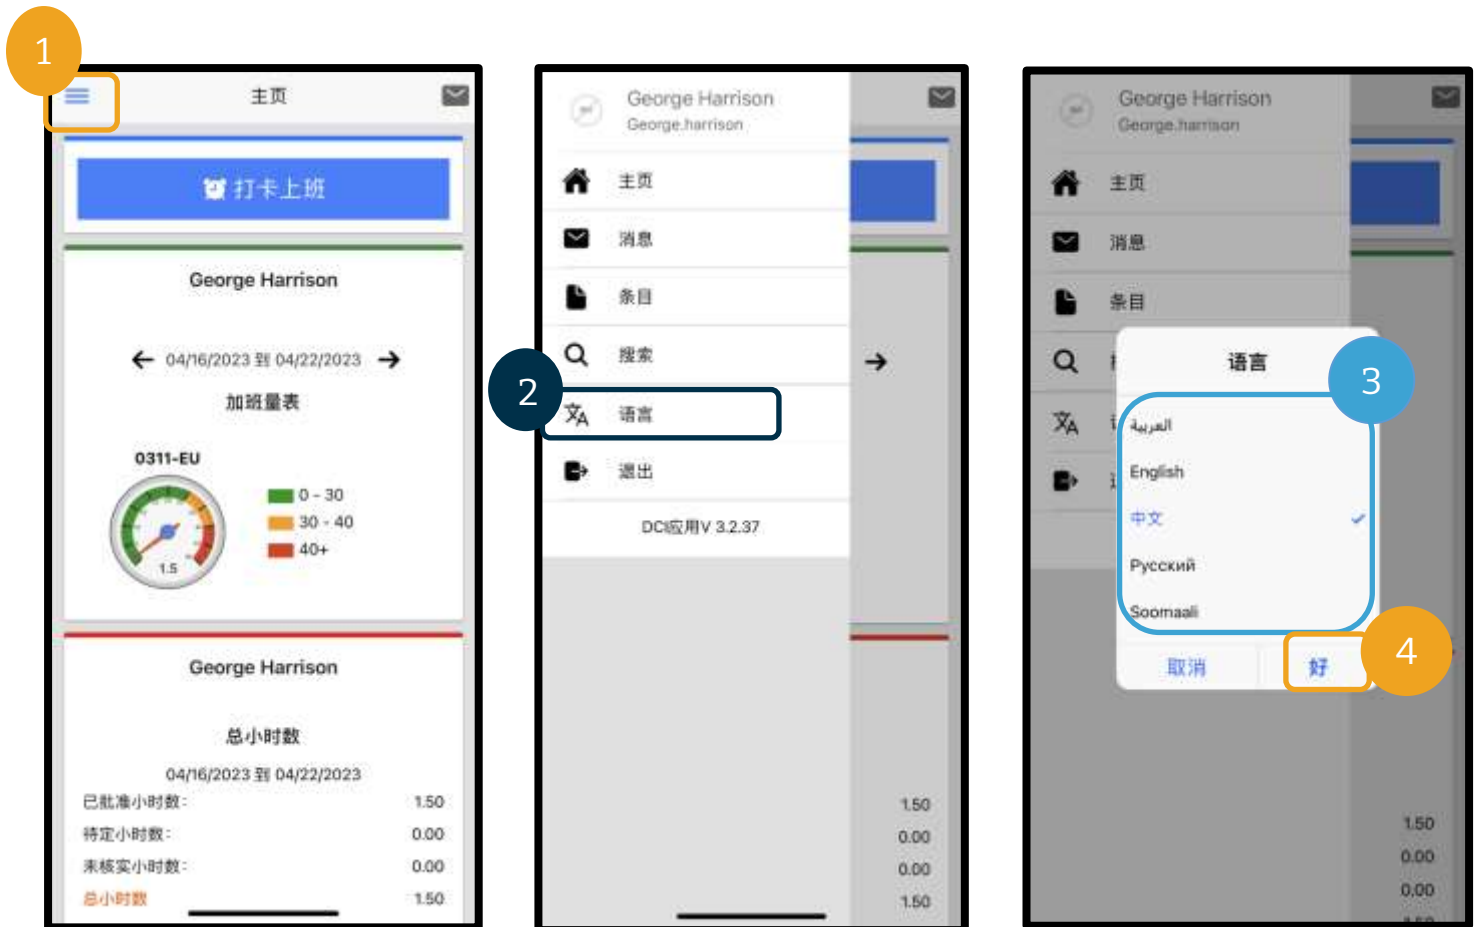 1
主页
打卡上班
George Harrison
04/16/2023 到 04/22/2023
加班量表
0311-EU
0 - 30
30 - 40
40+
1.5
George Harrison
总小时数
04/16/2023 到 04/22/2023
已批准小时数: 1.50
待定小时数: 0.00
未核实小时数: 0.00
总小时数 1.50
George Harrison
George.harrison
主页
消息
条目
搜索
2
语言
退出
DCI应用V 3.2.37
1.50
0.00
0.00
1.50
George Harrison
George.harrison
主页
消息
条目
语言
3
العربية
English
中文
Русский
Soomaali
取消
好
4
1.50
0.00
0.00